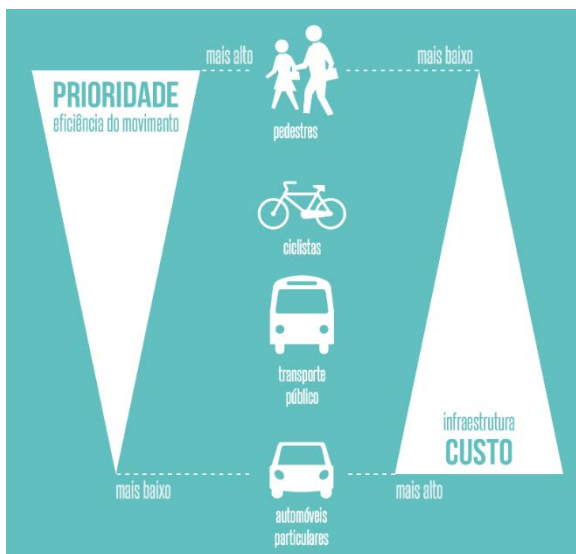 mais alto
mais baixo
PRIORIDADE
eficiência do movimento
pedestres
ciclistas
transporte
público
infraestrutura
CUSTO
mais baixo
mais alto
automóveis
particulares